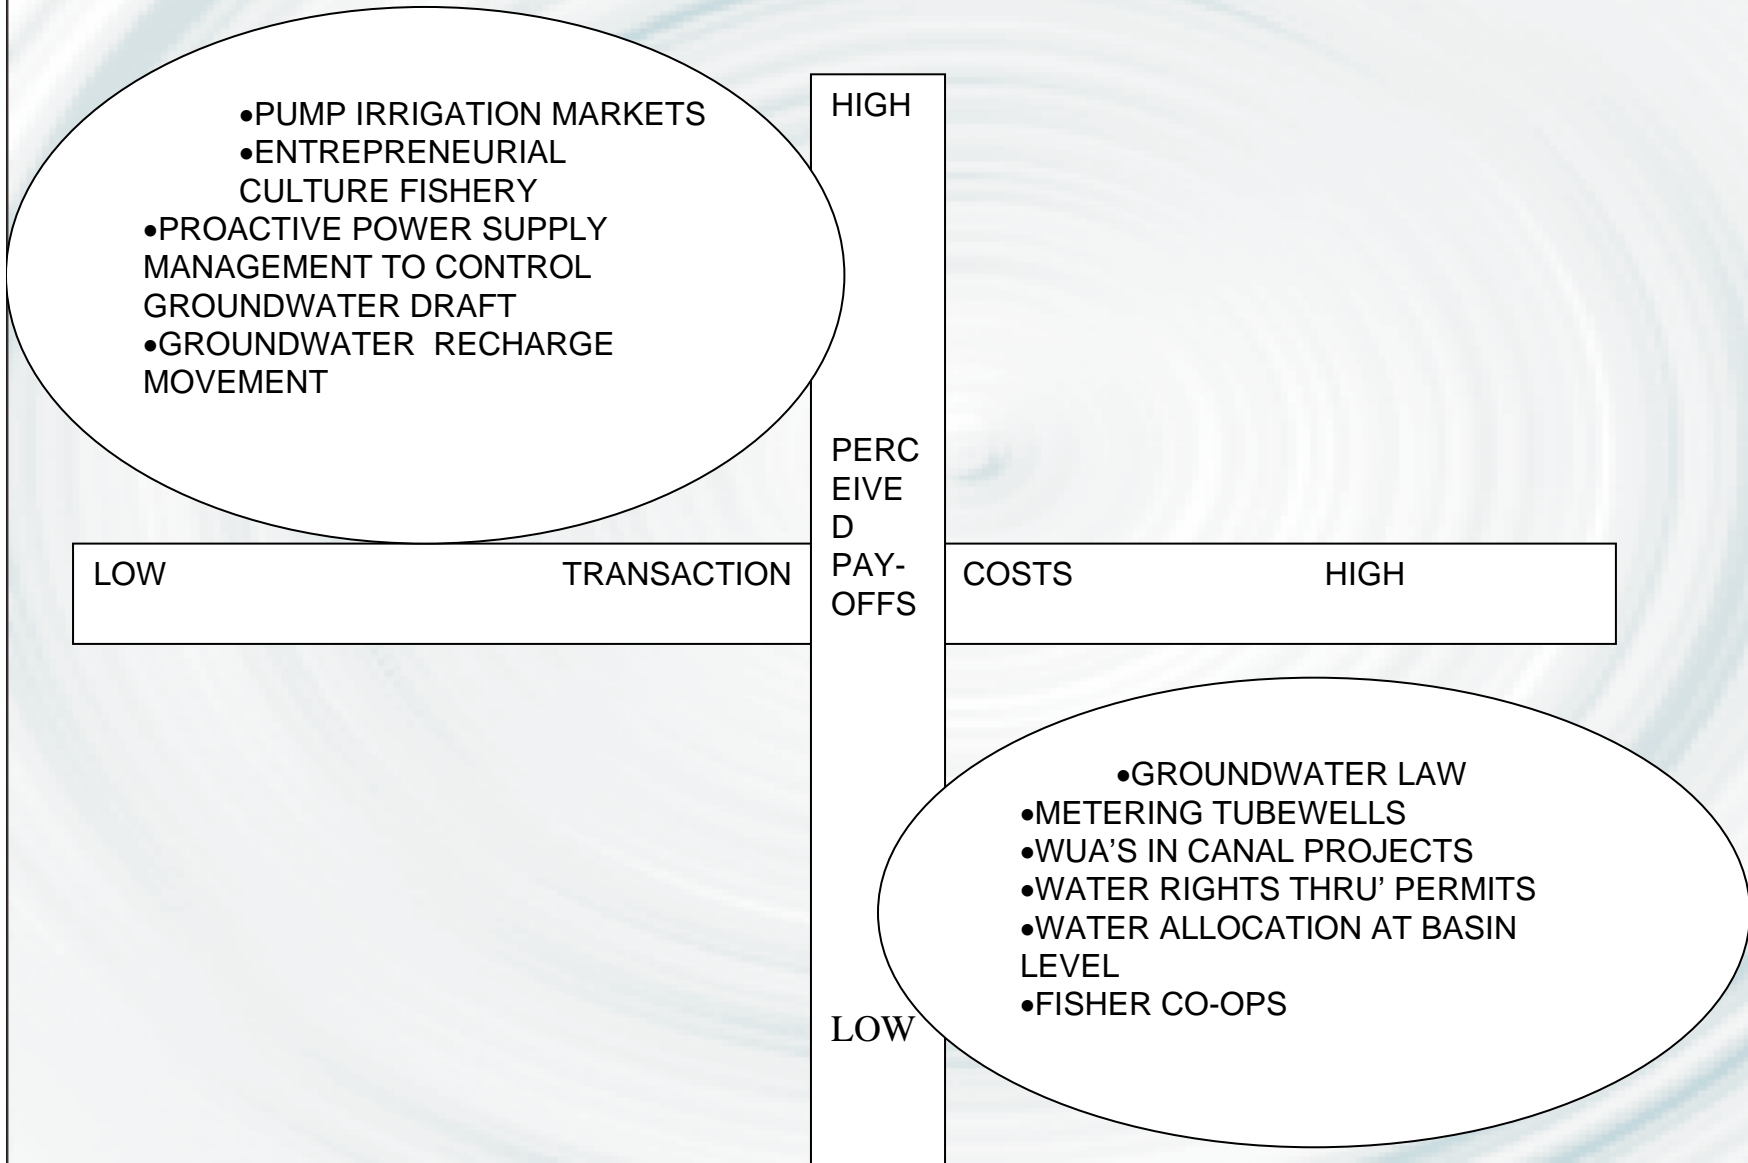 •PUMP IRRIGATION MARKETS
•ENTREPRENEURIAL
CULTURE FISHERY
•PROACTIVE POWER SUPPLY
MANAGEMENT TO CONTROL
GROUNDWATER DRAFT
•GROUNDWATER  RECHARGE
MOVEMENT
HIGH
PERC
EIVE
D
PAY-
OFFS
LOW
LOW
TRANSACTION
COSTS
HIGH
•GROUNDWATER LAW
•METERING TUBEWELLS
•WUA’S IN CANAL PROJECTS
•WATER RIGHTS THRU’ PERMITS
•WATER ALLOCATION AT BASIN
LEVEL
•FISHER CO-OPS